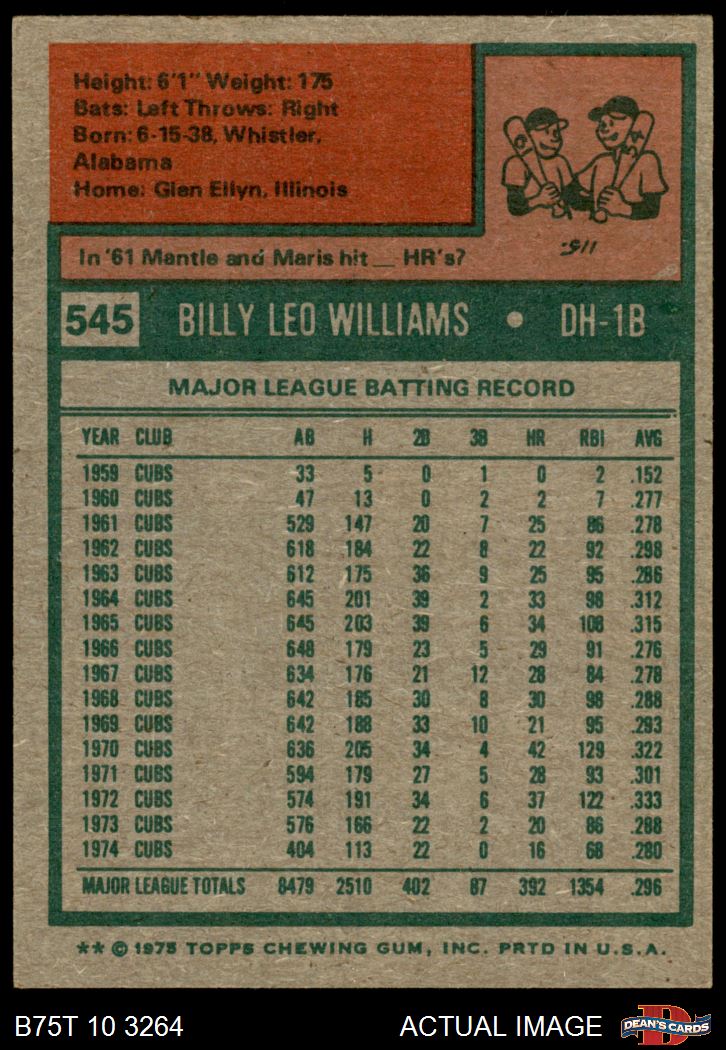 Height: 6'1" Weight: 175
Bats: Left Throws: Right
Born: 6-15-38, Whistler,
Alabama
Home: Glen Ellyn, Illinois
In '61 Mantle and Maris hit __ HR's?
-511
545 BILLY LEO WILLIAMS • DH-1B
MAJOR LEAGUE BATTING RECORD
YEAR CLUB AB H 2B 3B HR RBI AVG
1959 CUBS 33 5 0 1 0 2 .152
1960 CUBS 47 13 0 2 2 7 .277
1961 CUBS 529 147 20 7 25 86 .278
1962 CUBS 618 184 22 8 22 92 .298
1963 CUBS 612 175 36 9 25 95 .286
1964 CUBS 645 201 39 2 33 98 .312
1965 CUBS 645 203 39 6 34 108 .315
1966 CUBS 648 179 23 5 29 91 .276
1967 CUBS 634 176 21 12 28 84 .278
1968 CUBS 642 185 30 8 30 98 .288
1969 CUBS 642 188 33 10 21 95 .293
1970 CUBS 636 205 34 4 42 129 .322
1971 CUBS 594 179 27 5 28 93 .301
1972 CUBS 574 191 34 6 37 122 .333
1973 CUBS 576 166 22 2 20 86 .288
1974 CUBS 404 113 22 0 16 68 .280
MAJOR LEAGUE TOTALS 8479 2510 402 87 392 1354 .296
** © 1975 TOPPS CHEWING GUM, INC. PRTD IN U.S.A.
B75T 10 3264 ACTUAL IMAGE DEAN'S CARDS